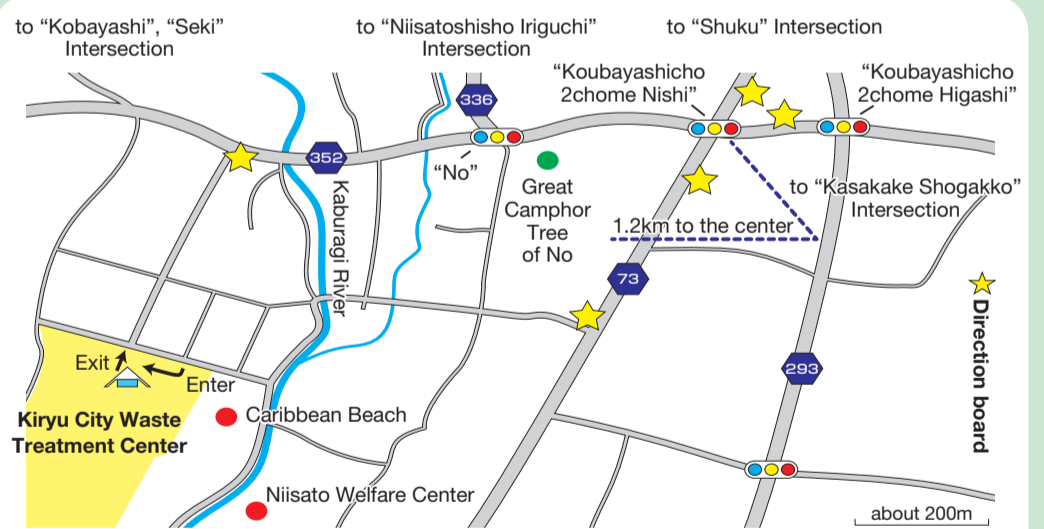 to “Kobayashi”, “Seki”
Intersection
to “Niisatoshisho Iriguchi”
Intersection
to “Shuku” Intersection
“Koubayashicho
2chome Nishi”
“Koubayashicho
2chome Higashi”
336
352
“No”
Great
Camphor
Tree
of No
to “Kasakake Shogakko”
Intersection
1.2km to the center
Kaburagi River
73
Direction board
293
Exit
Enter
Kiryu City Waste
Treatment Center
Caribbean Beach
Niisato Welfare Center
about 200m